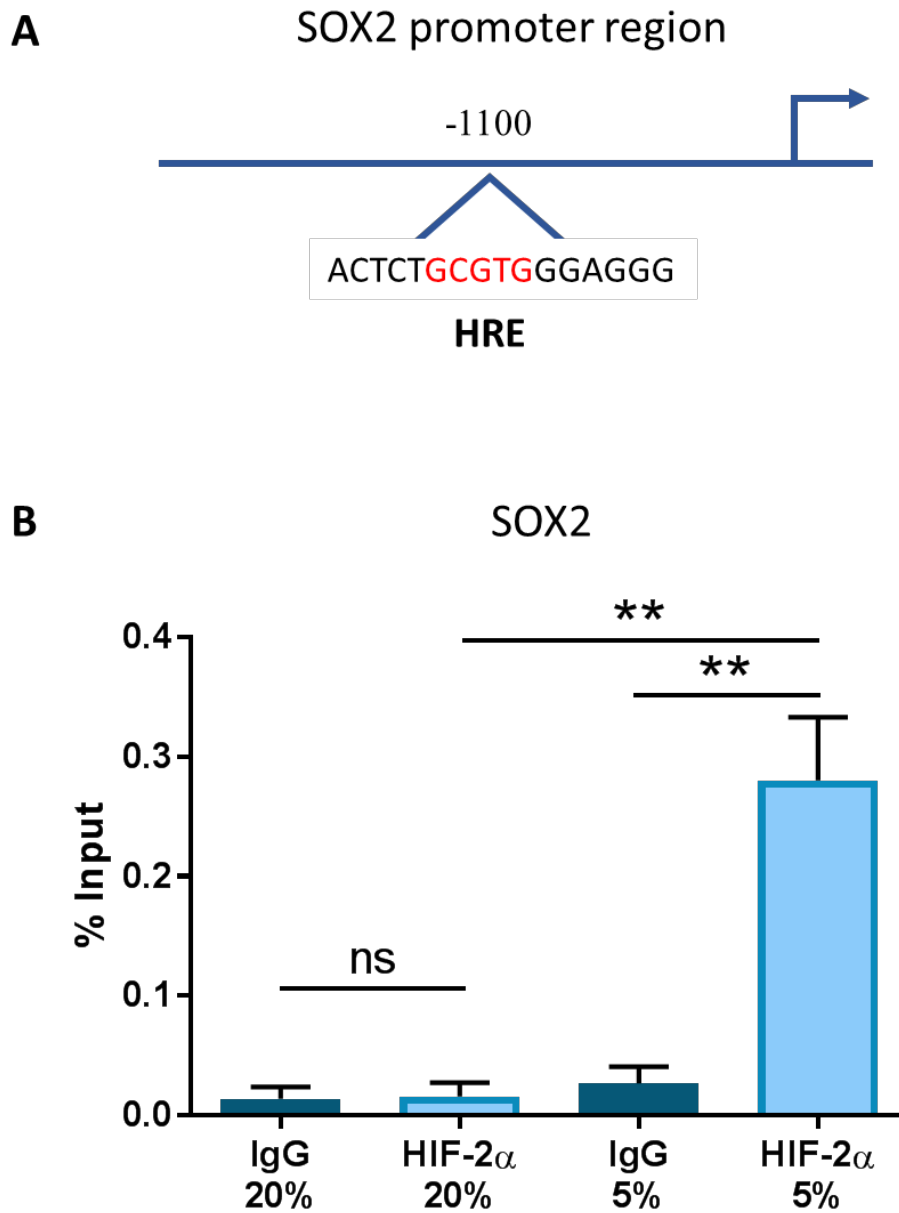 A
SOX2 promoter region
-1100
ACTCTGCGTGGGAGGG
HRE
B
SOX2
**
**
ns
% Input
0.4
0.3
0.2
0.1
0.0
IgG HIF-2α IgG HIF-2α
20% 20% 5% 5%